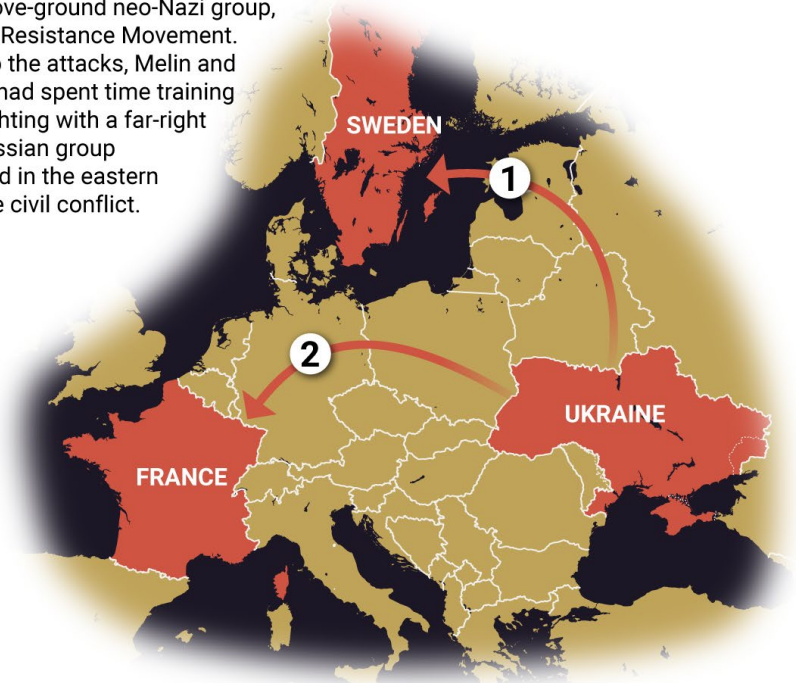 ove-ground neo-Nazi group,
Resistance Movement.
the attacks, Melin and
had spent time training
hting with a far-right
ssian group
d in the eastern
e civil conflict.
SWEDEN
1
2
UKRAINE
FRANCE